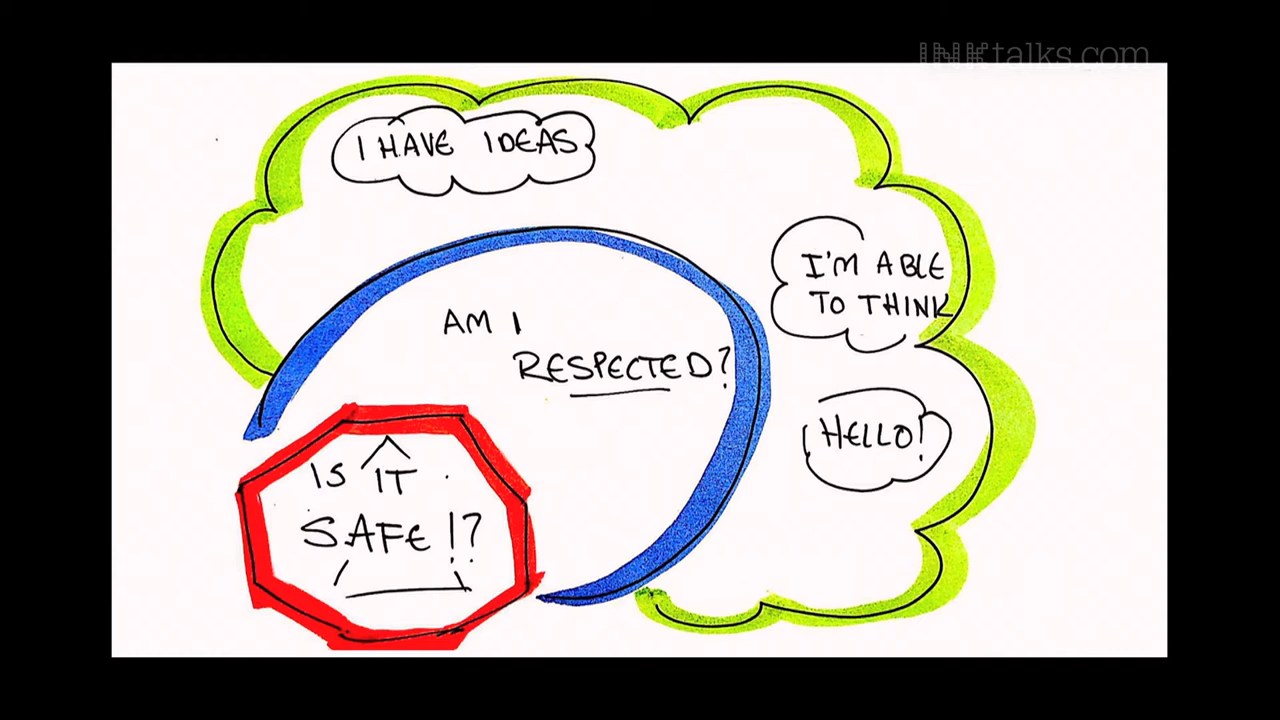 INKtalks.com
I HAVE IDEAS
AM I
RESPECTED?
I'M ABLE
TO THINK
HELLO!
IS IT
SAFE!?